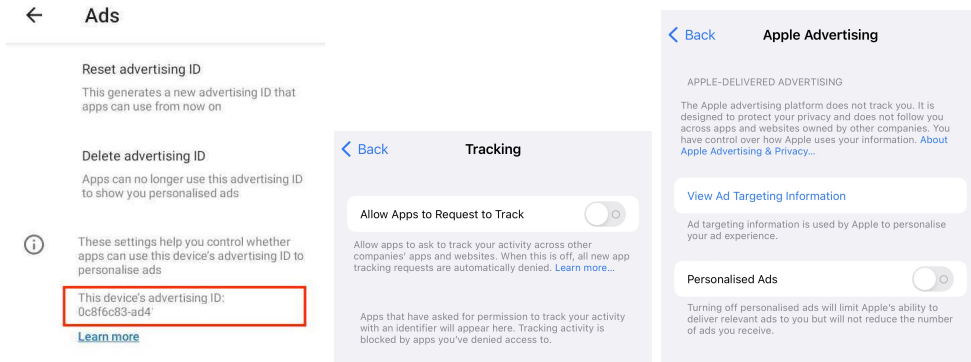 Ads
Reset advertising ID
This generates a new advertising ID that
apps can use from now on
Delete advertising ID
Apps can no longer use this advertising ID
to show you personalised ads
These settings help you control whether
apps can use this device's advertising ID to
personalise ads
This device's advertising ID:
0c8f6c83-ad4'
Learn more
Back
Tracking
Allow Apps to Request to Track
Allow apps to ask to track your activity across other
companies' apps and websites. When this is off, all new app
tracking requests are automatically denied. Learn more...
Apps that have asked for permission to track your activity
with an identifier will appear here. Tracking activity is
blocked by apps you've denied access to.
Back
Apple Advertising
APPLE-DELIVERED ADVERTISING
The Apple advertising platform does not track you. It is
designed to protect your privacy and does not follow you
across apps and websites owned by other companies. You
have control over how Apple uses your information. About
Apple Advertising & Privacy...
View Ad Targeting Information
Ad targeting information is used by Apple to personalise
your ad experience.
Personalised Ads
Turning off personalised ads will limit Apple's ability to
deliver relevant ads to you but will not reduce the number
of ads you receive.